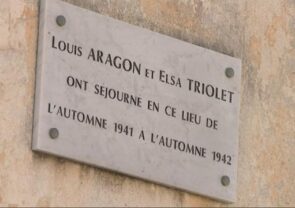 LOUIS ARAGON ET ELSA TRIOLET
ONT SEJOURNE EN CE LIEU DE
L'AUTOMNE 1941 À L'AUTOMNE 1942